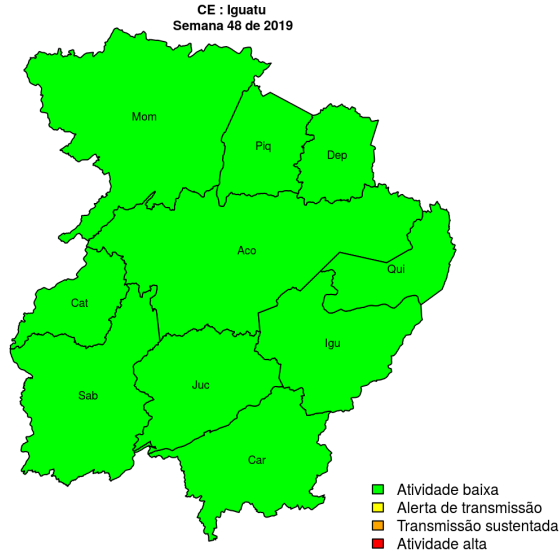 CE : Iguatu
Semana 48 de 2019
Mom
Piq
Dep
Aco
Qui
Cat
Igu
Juc
Sab
Car
Atividade baixa
Alerta de transmissão
Transmissão sustentada
Atividade alta